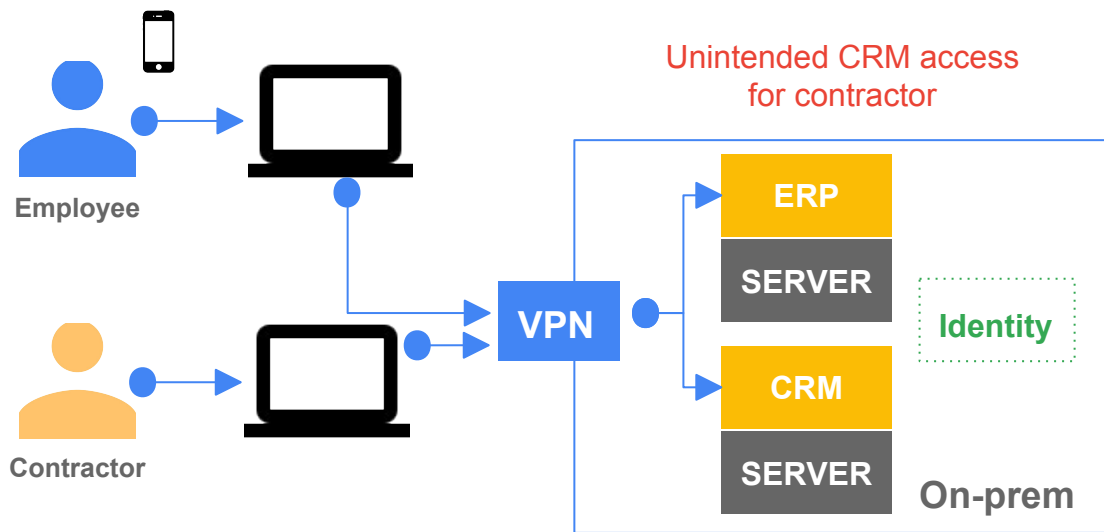 Unintended CRM access
for contractor
Employee
ERP
SERVER
VPN
Identity
CRM
SERVER
Contractor
On-prem